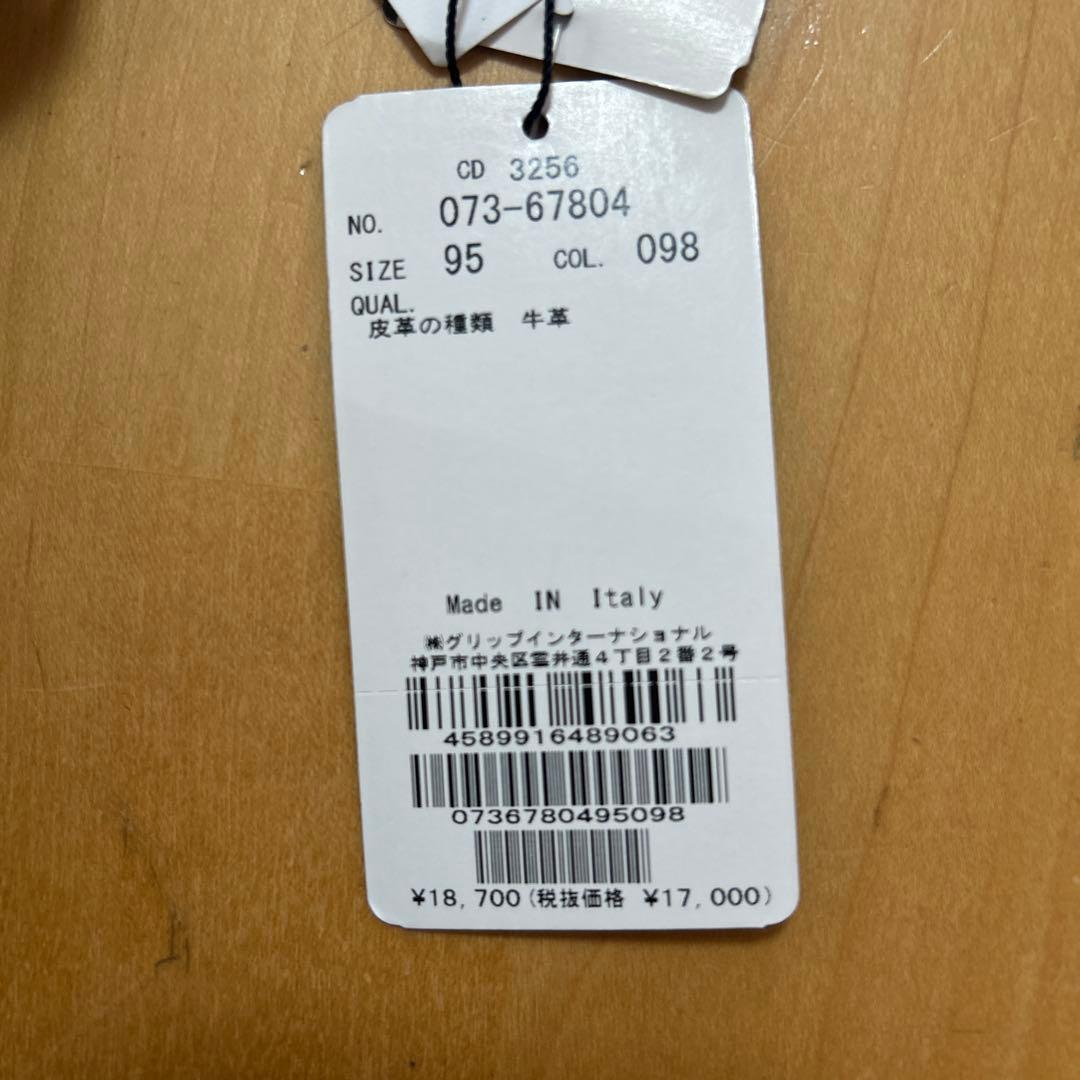 CD 3256
NO. 073-67804
SIZE 95 COL. 098
QUAL.
皮革の種類 牛革
Made IN Italy
㈱グリップインターナショナル
神戸市中央区雲井通4丁目2番2号
4589916489063
0736780495098
¥18,700(税抜価格 ¥17,000)